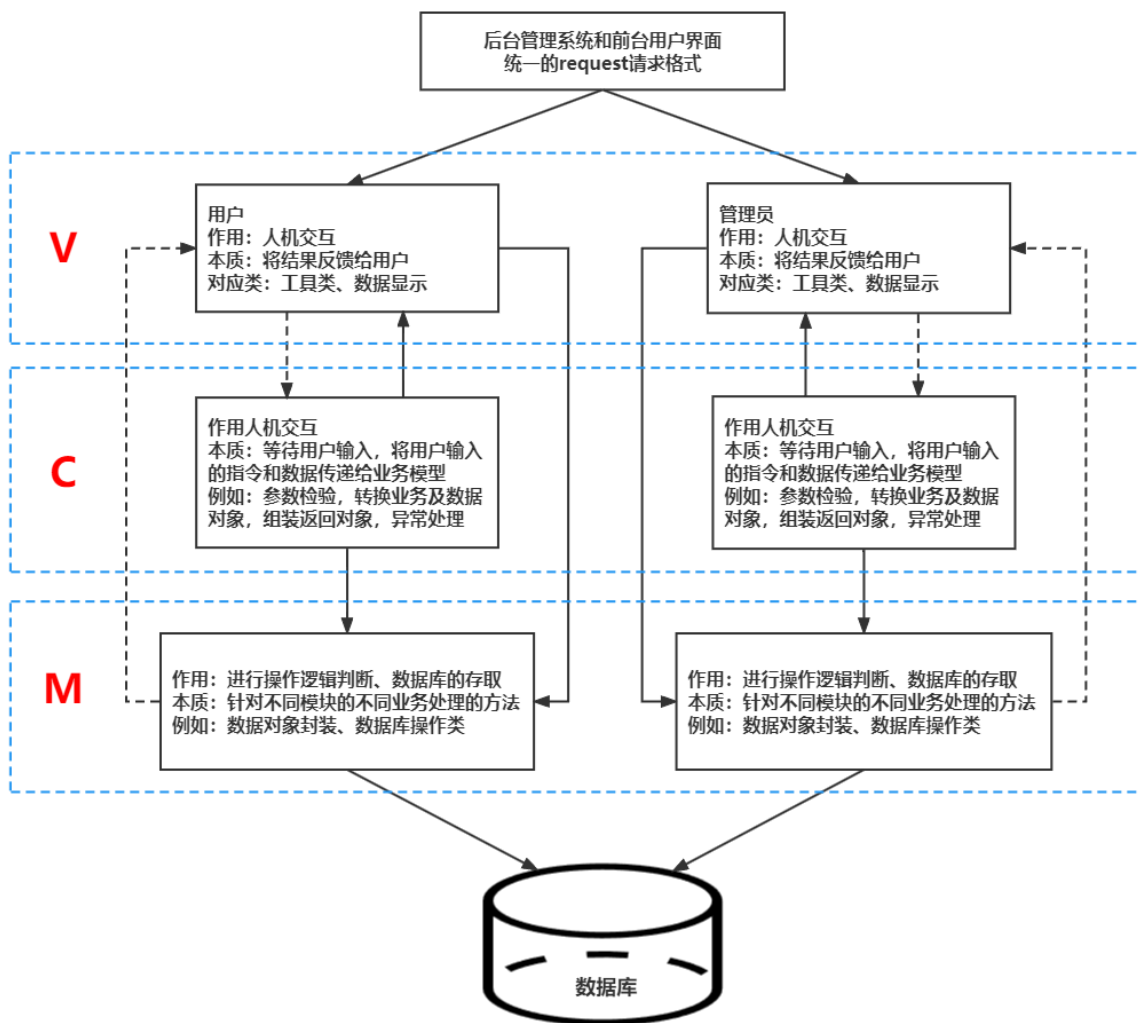 后台管理系统和前台用户界面
统一的request请求格式
V
用户
作用：人机交互
本质：将结果反馈给用户
对应类：工具类、数据显示
管理员
作用：人机交互
本质：将结果反馈给用户
对应类：工具类、数据显示
C
作用人机交互
本质：等待用户输入，将用户输入
的指令和数据传递给业务模型
例如：参数检验，转换业务及数据
对象，组装返回对象，异常处理
作用人机交互
本质：等待用户输入，将用户输入
的指令和数据传递给业务模型
例如：参数检验，转换业务及数据
对象，组装返回对象，异常处理
M
作用：进行操作逻辑判断、数据库的存取
本质：针对不同模块的不同业务处理的方法
例如：数据对象封装、数据库操作类
作用：进行操作逻辑判断、数据库的存取
本质：针对不同模块的不同业务处理的方法
例如：数据对象封装、数据库操作类
数据库